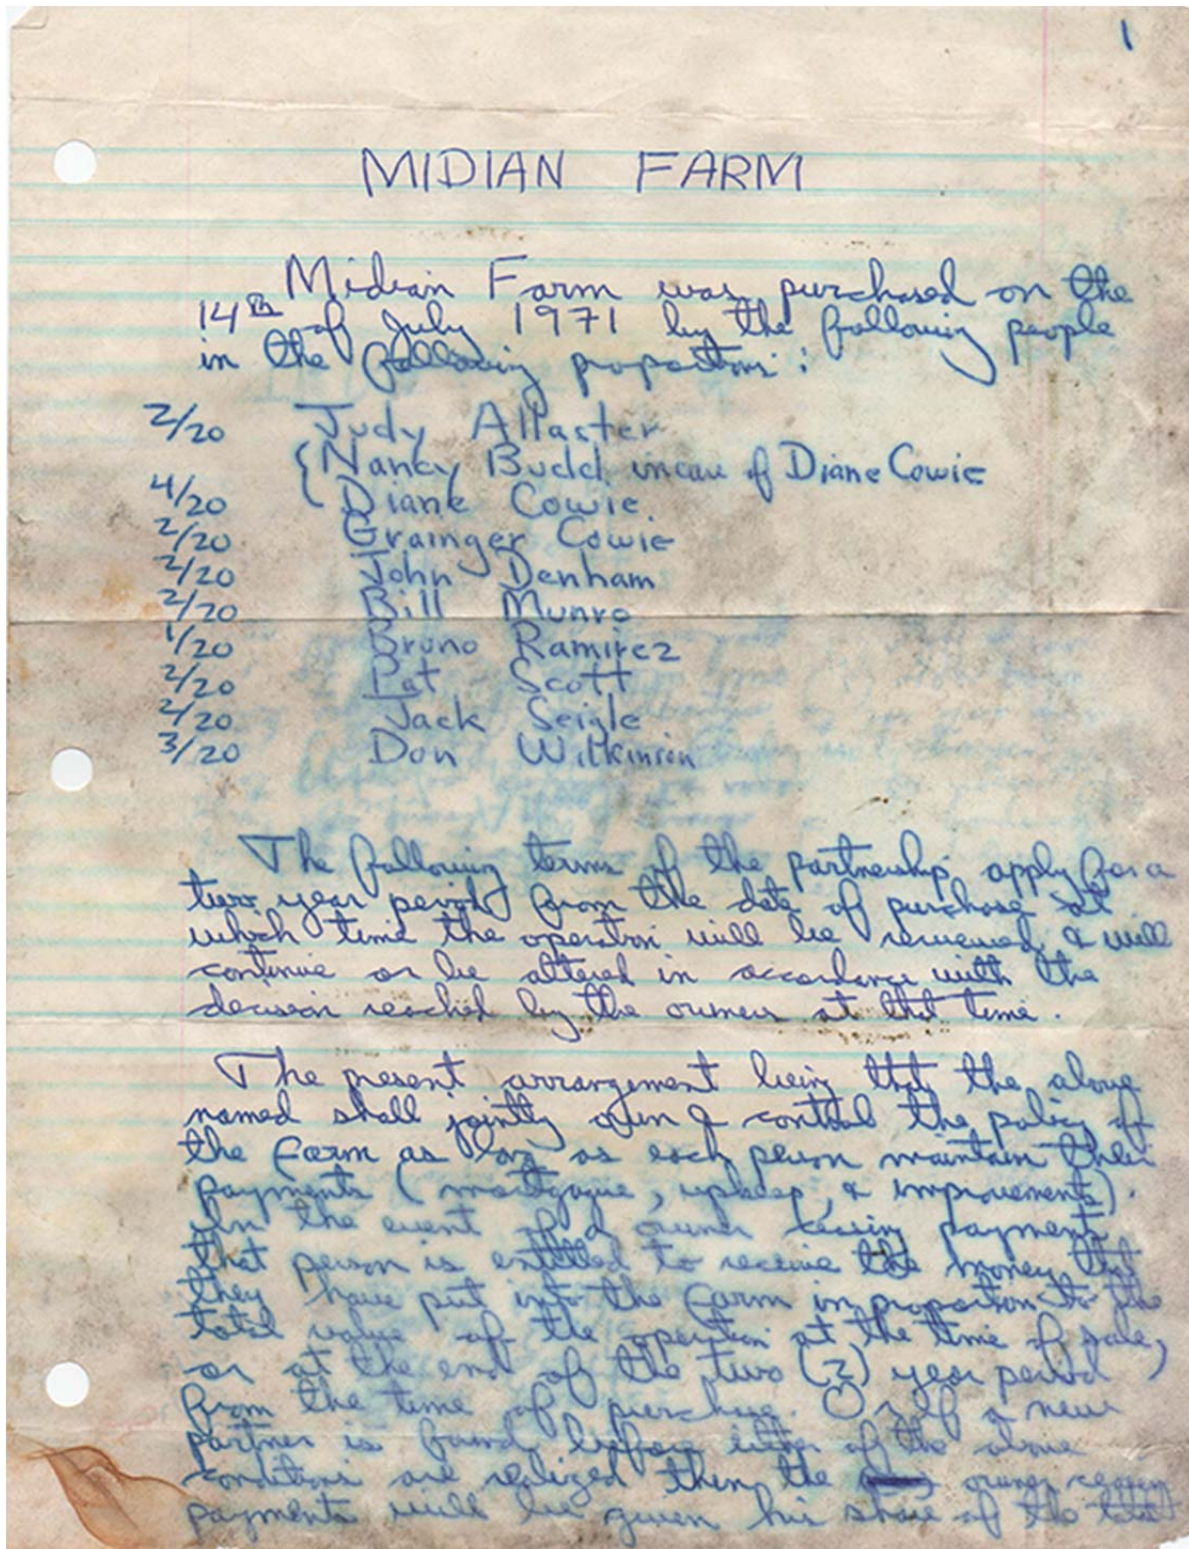 1
MIDIAN FARM
Midian Farm was purchased on the
14th of July 1971 by the following people
in the following proportions :
2/20 Judy Allaster
{ Nancy Budd in care of Diane Cowie
4/20 Diane Cowie
2/20 Grainger Cowie
2/20 John Denham
2/20 Bill Munro
1/20 Bruno Ramirez
2/20 Pat Scott
2/20 Jack Seigle
3/20 Don Wilkinson
The following terms of the partnership apply for a
two year period from the date of purchase at
which time the operation will be reviewed & will
continue or be altered in accordance with the
decision reached by the owners at that time.
The present arrangement being that the above
named shall jointly own & control the policy of
the farm as long as each person maintain their
payments (mortgage, upkeep, & improvements).
In the event of a owner ceasing payments
that person is entitled to receive the money that
they have put into the farm in proportion to the
total value of the operation at the time of sale,
or at the end of the two (2) year period
from the time of purchase. Or if a new
partner is found before either of the above
conditions are realized then the owner ceasing
payments will be given his share of the total